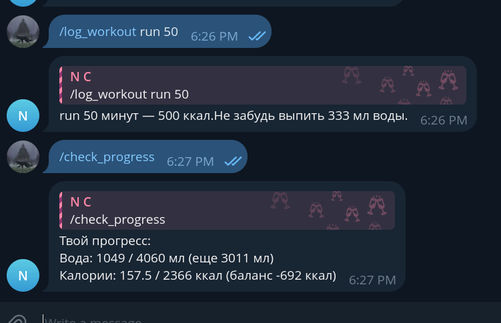 /log_workout run 50 6:26 PM
N C
/log_workout run 50
run 50 минут — 500 ккал.Не забудь выпить 333 мл воды. 6:26 PM
N
/check_progress 6:27 PM
N C
/check_progress
Твой прогресс:
Вода: 1049 / 4060 мл (еще 3011 мл)
Калории: 157.5 / 2366 ккал (баланс -692 ккал) 6:27 PM
N
Write a message...